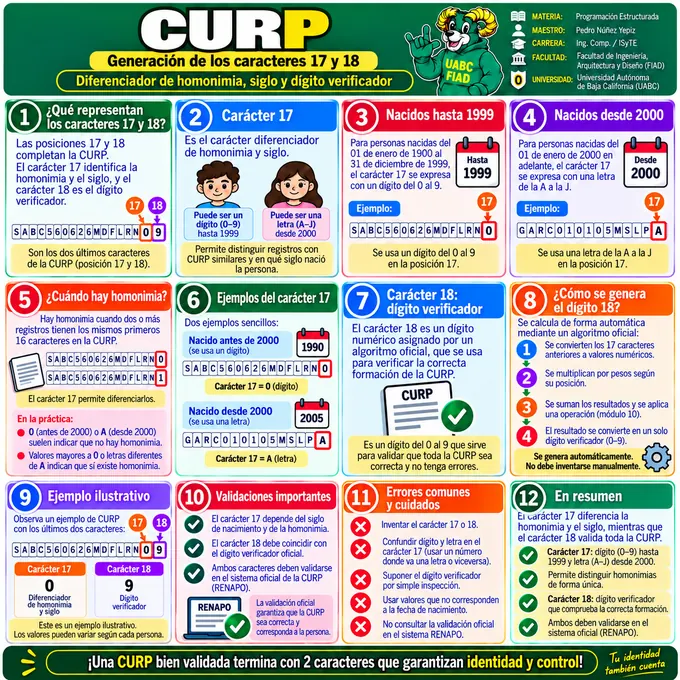 CURP
Generación de los caracteres 17 y 18
Diferenciador de homonimia, siglo y dígito verificador
UABC
FIAD
MATERIA: Programación Estructurada
MAESTRO: Pedro Núñez Yepiz
CARRERA: Ing. Comp. / ISyTE
FACULTAD: Facultad de Ingeniería,
Arquitectura y Diseño (FIAD)
UNIVERSIDAD: Universidad Autónoma
de Baja California (UABC)
1 ¿Qué representan
los caracteres 17 y 18?
Las posiciones 17 y 18
completan la CURP.
El carácter 17 identifica la
homonimia y el siglo, y el
carácter 18 es el dígito
verificador.
17 18
SABC560626MDFLRN09
Son los dos últimos caracteres
de la CURP (posición 17 y 18).
2 Carácter 17
Es el carácter diferenciador
de homonimia y siglo.
Puede ser un
dígito (0–9)
hasta 1999
Puede ser una
letra (A–J)
desde 2000
Permite distinguir registros con
CURP similares y en qué siglo nació
la persona.
3 Nacidos hasta 1999
Para personas nacidas del
01 de enero de 1900 al
31 de diciembre de 1999,
el carácter 17 se expresa
con un dígito del 0 al 9.
Hasta
1999
Ejemplo:
17
SABC560626MDFLRN0
Se usa un dígito del 0 al 9
en la posición 17.
4 Nacidos desde 2000
Para personas nacidas del
01 de enero de 2000 en
adelante, el carácter 17
se expresa con una letra
de la A a la J.
Desde
2000
Ejemplo:
17
GARC010105MSLPA
Se usa una letra de la A a la J
en la posición 17.
5 ¿Cuándo hay homonimia?
Hay homonimia cuando dos o más
registros tienen los mismos primeros
16 caracteres en la CURP.
SABC560626MDFLRN0
SABC560626MDFLRN1
El carácter 17 permite diferenciarlos.
En la práctica:
• 0 (antes de 2000) o A (desde 2000)
suelen indicar que no hay homonimia.
• Valores mayores a 0 o letras diferentes
de A indican que sí existe homonimia.
6 Ejemplos del carácter 17
Dos ejemplos sencillos:
Nacido antes de 2000
(se usa un dígito)
1990
SABC560626MDFLRN0
Carácter 17 = 0 (dígito)
Nacido desde 2000
(se usa una letra)
2005
GARC010105MSLPA
Carácter 17 = A (letra)
7 Carácter 18:
dígito verificador
El carácter 18 es un dígito
numérico asignado por un
algoritmo oficial, que se usa
para verificar la correcta
formación de la CURP.
CURP
Es un dígito del 0 al 9 que sirve
para validar que toda la CURP sea
correcta y no tenga errores.
8 ¿Cómo se genera
el dígito 18?
Se calcula de forma automática
mediante un algoritmo oficial:
1 Se convierten los 17 caracteres
anteriores a valores numéricos.
2 Se multiplican por pesos según
su posición.
3 Se suman los resultados y se aplica
una operación (módulo 10).
4 El resultado se convierte en un solo
dígito verificador (0–9).
Se genera automáticamente.
No debe inventarse manualmente.
9 Ejemplo ilustrativo
Observa un ejemplo de CURP
con los últimos dos caracteres:
17 18
SABC560626MDFLRN09
Carácter 17
0
Diferenciador
de homonimia
y siglo
Carácter 18
9
Dígito
verificador
Este es un ejemplo ilustrativo.
Los valores pueden variar según cada persona.
10 Validaciones importantes
El carácter 17 depende del siglo
de nacimiento y de la homonimia.
El carácter 18 debe coincidir con
el dígito verificador oficial.
Ambos caracteres deben validarse
en el sistema oficial de la CURP
(RENAPO).
RENAPO
La validación oficial
garantiza que la CURP
sea correcta y
corresponda a la persona.
11 Errores comunes
y cuidados
Inventar el carácter 17 o 18.
Confundir dígito y letra en el
carácter 17 (usar un número
donde va una letra o viceversa).
Suponer el dígito verificador
por simple inspección.
Usar valores que no corresponden
a la fecha de nacimiento.
No consultar la validación oficial
en el sistema RENAPO.
12 En resumen
El carácter 17 diferencia la
homonimia y el siglo, mientras que
el carácter 18 valida toda la CURP.
Carácter 17: dígito (0–9) hasta
1999 y letra (A–J) desde 2000.
Permite distinguir homonimias
de forma única.
Carácter 18: dígito verificador
que comprueba la correcta formación.
Ambos deben validarse en el
sistema oficial (RENAPO).
¡Una CURP bien validada termina con 2 caracteres que garantizan identidad y control!
Tu identidad
también cuenta